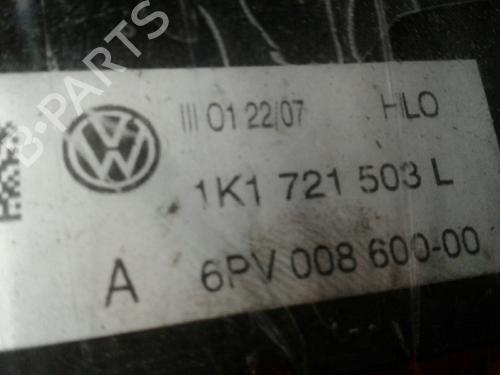 B-PARTS
III 01 22/07 HLO
1K1 721 503 L
A 6PV 008 600-00